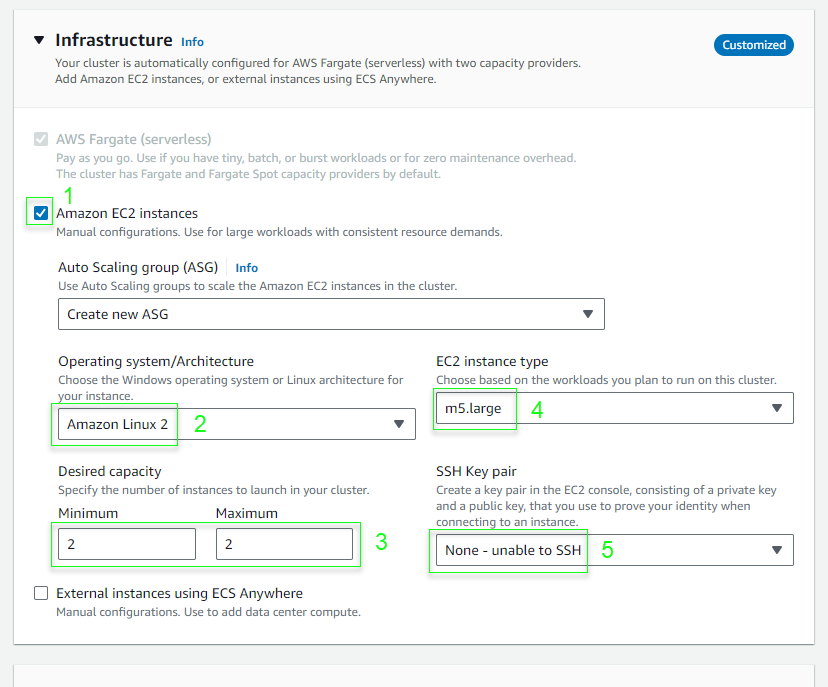 Infrastructure Info
Customized
Your cluster is automatically configured for AWS Fargate (serverless) with two capacity providers.
Add Amazon EC2 instances, or external instances using ECS Anywhere.
AWS Fargate (serverless)
Pay as you go. Use if you have tiny, batch, or burst workloads or for zero maintenance overhead.
The cluster has Fargate and Fargate Spot capacity providers by default.
1
Amazon EC2 instances
Manual configurations. Use for large workloads with consistent resource demands.
Auto Scaling group (ASG) Info
Use Auto Scaling groups to scale the Amazon EC2 instances in the cluster.
Create new ASG
Operating system/Architecture
Choose the Windows operating system or Linux architecture for
your instance.
Amazon Linux 2
2
EC2 instance type
Choose based on the workloads you plan to run on this cluster.
m5.large
4
Desired capacity
Specify the number of instances to launch in your cluster.
Minimum
Maximum
2
2
3
SSH Key pair
Create a key pair in the EC2 console, consisting of a private key
and a public key, that you use to prove your identity when
connecting to an instance.
None - unable to SSH
5
External instances using ECS Anywhere
Manual configurations. Use to add data center compute.